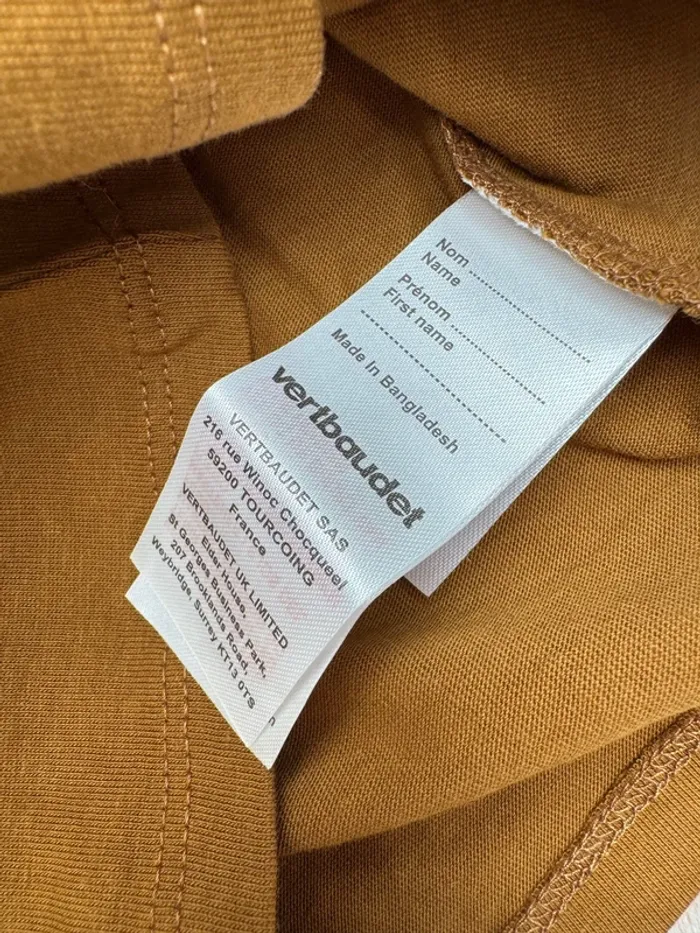 Nom ..........
Name
Prénom ..........
First name
..........
Made In Bangladesh
vertbaudet
VERTBAUDET SAS
216 rue Winoc Chocqueel
59200 TOURCOING
France
VERTBAUDET UK LIMITED
Elder House,
St Georges Business Park,
207 Brooklands Road,
Weybridge, Surrey KT13 0TS